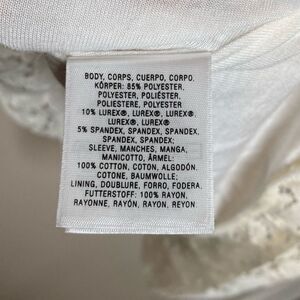 BODY, CORPS, CUERPO, CORPO,
KÖRPER: 85% POLYESTER,
POLYESTER, POLIÉSTER,
POLIESTERE, POLYESTER
10% LUREX®, LUREX®, LUREX®,
LUREX®, LUREX®
5% SPANDEX, SPANDEX, SPANDEX,
SPANDEX, SPANDEX;
SLEEVE, MANCHES, MANGA,
MANICOTTO, ÄRMEL:
100% COTTON, COTON, ALGODON,
COTONE, BAUMWOLLE;
LINING, DOUBLURE, FORRO, FODERA,
FUTTERSTOFF: 100% RAYON,
RAYONNE, RAYÓN, RAYON, REYON